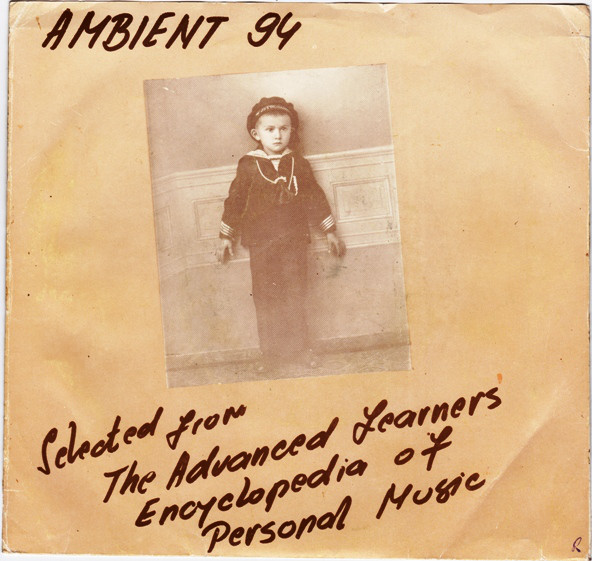 AMBIENT 94
Selected from
The Advanced Learners'
Encyclopedia of
Personal Music